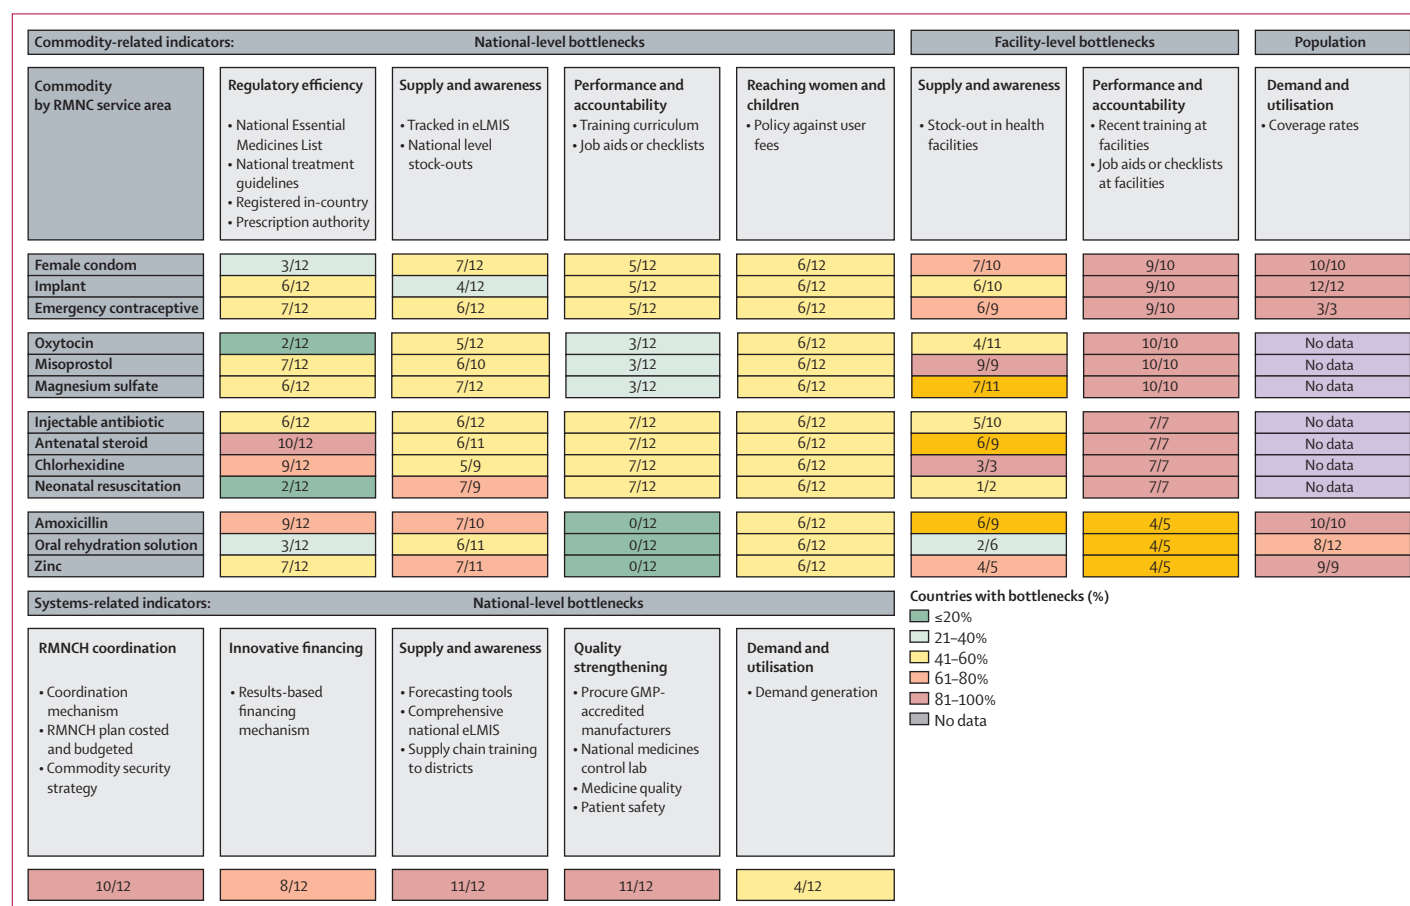 Commodity-related indicators: National-level bottlenecks Facility-level bottlenecks Population
Commodity
by RMNC service area
Regulatory efficiency
• National Essential
Medicines List
• National treatment
guidelines
• Registered in-country
• Prescription authority
Supply and awareness
• Tracked in eLMIS
• National level
stock-outs
Performance and
accountability
• Training curriculum
• Job aids or checklists
Reaching women and
children
• Policy against user
fees
Supply and awareness
• Stock-out in health
facilities
Performance and
accountability
• Recent training at
facilities
• Job aids or checklists
at facilities
Demand and
utilisation
• Coverage rates
Female condom 3/12 7/12 5/12 6/12 7/10 9/10 10/10
Implant 6/12 4/12 5/12 6/12 6/10 9/10 12/12
Emergency contraceptive 7/12 6/12 5/12 6/12 6/9 9/10 3/3
Oxytocin 2/12 5/12 3/12 6/12 4/11 10/10 No data
Misoprostol 7/12 6/10 3/12 6/12 9/9 10/10 No data
Magnesium sulfate 6/12 7/12 3/12 6/12 7/11 10/10 No data
Injectable antibiotic 6/12 6/12 7/12 6/12 5/10 7/7 No data
Antenatal steroid 10/12 6/11 7/12 6/12 6/9 7/7 No data
Chlorhexidine 9/12 5/9 7/12 6/12 3/3 7/7 No data
Neonatal resuscitation 2/12 7/9 7/12 6/12 1/2 7/7 No data
Amoxicillin 9/12 7/10 0/12 6/12 6/9 4/5 10/10
Oral rehydration solution 3/12 6/11 0/12 6/12 2/6 4/5 8/12
Zinc 7/12 7/11 0/12 6/12 4/5 4/5 9/9
Systems-related indicators: National-level bottlenecks
RMNCH coordination
• Coordination
mechanism
• RMNCH plan costed
and budgeted
• Commodity security
strategy
Innovative financing
• Results-based
financing
mechanism
Supply and awareness
• Forecasting tools
• Comprehensive
national eLMIS
• Supply chain training
to districts
Quality
strengthening
• Procure GMP-
accredited
manufacturers
• National medicines
control lab
• Medicine quality
• Patient safety
Demand and
utilisation
• Demand generation
10/12 8/12 11/12 11/12 4/12
Countries with bottlenecks (%)
≤20%
21–40%
41–60%
61–80%
81–100%
No data